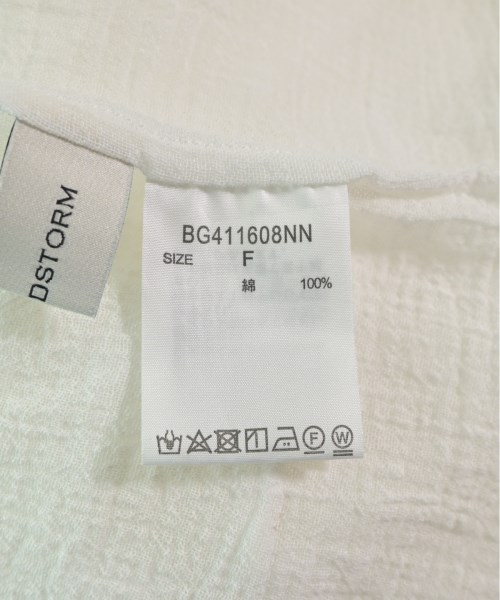 DSTORM
BG411608NN
SIZE F
綿 100%
F W